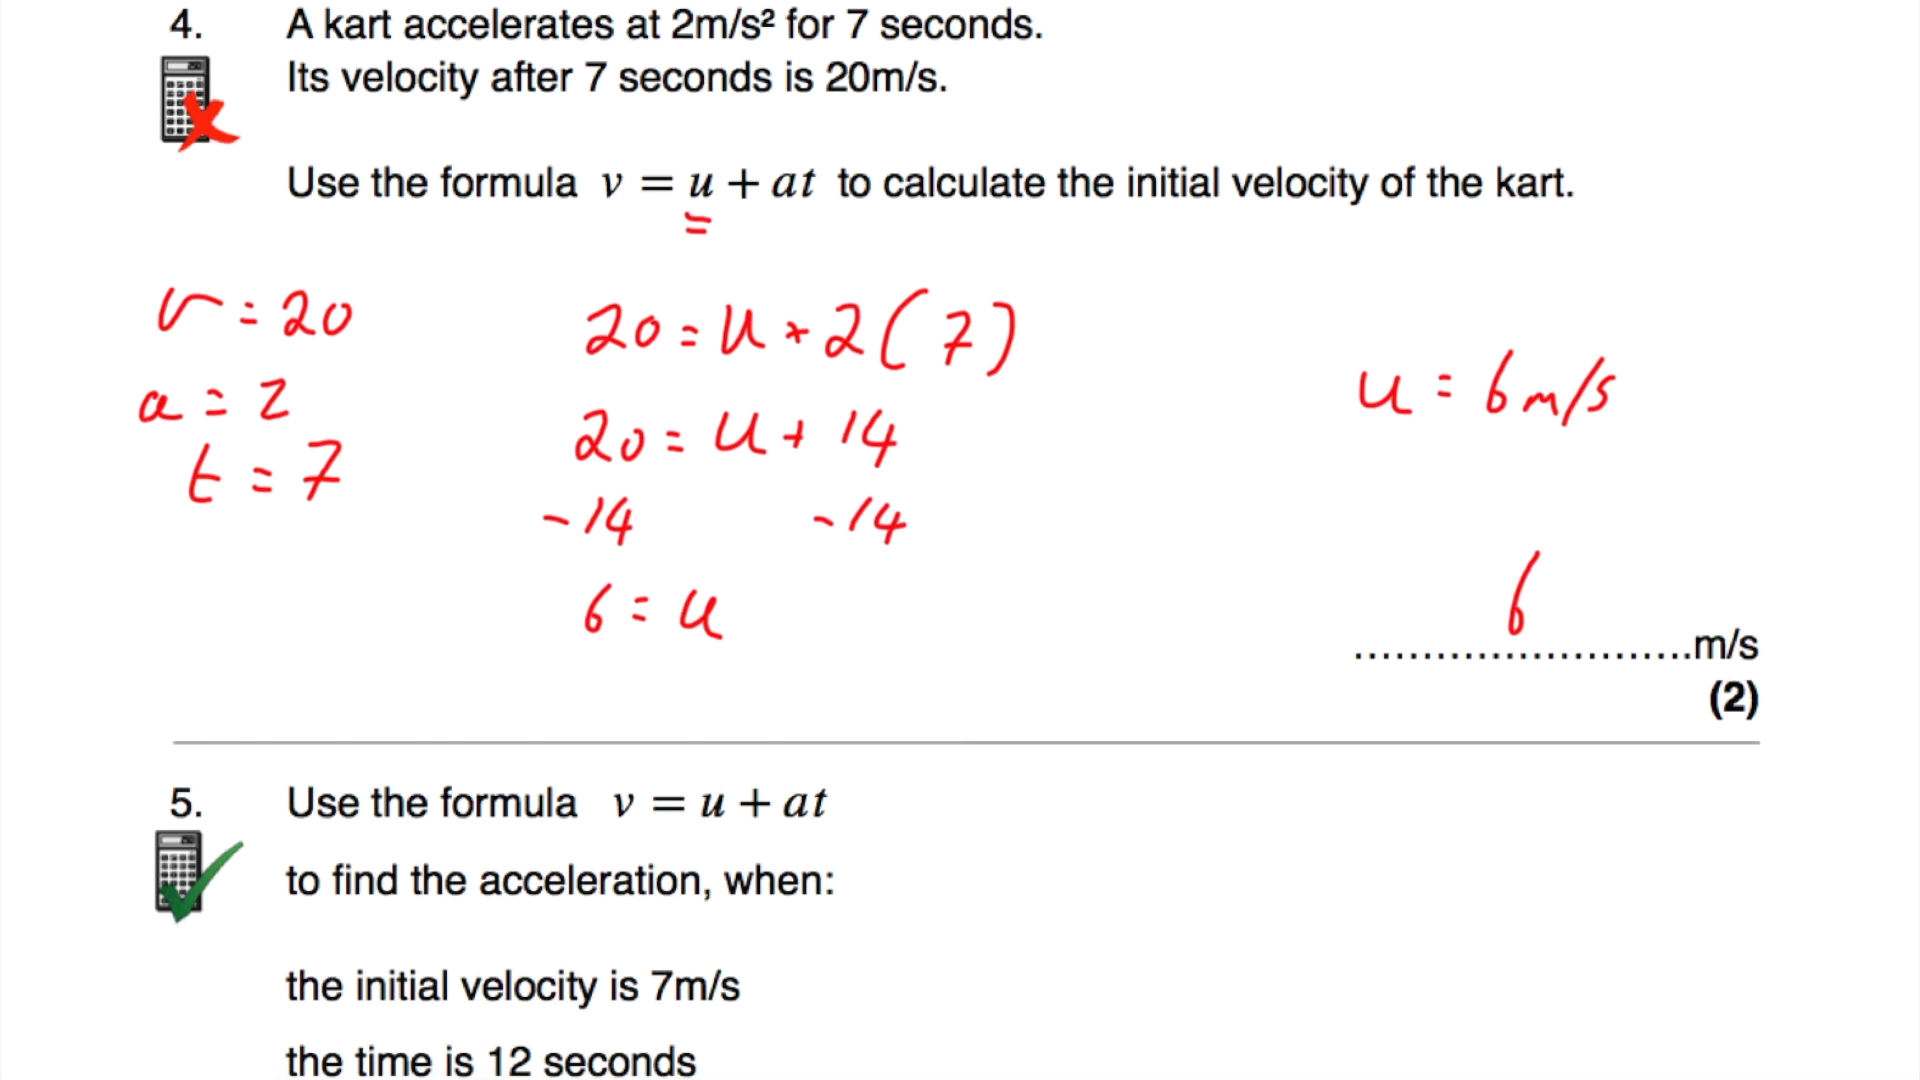 4. A kart accelerates at 2m/s² for 7 seconds.
Its velocity after 7 seconds is 20m/s.
Use the formula v = u + at to calculate the initial velocity of the kart.
v = 20
a = 2
t = 7
20 = u + 2(7)
20 = u + 14
-14 -14
6 = u
u = 6m/s
6
..........................m/s
(2)
5. Use the formula v = u + at
to find the acceleration, when:
the initial velocity is 7m/s
the time is 12 seconds